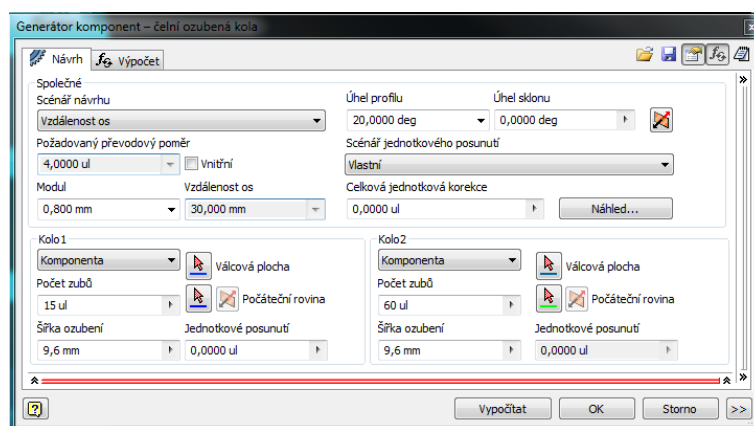 Generátor komponent – čelní ozubená kola
Návrh Výpočet
Společné
Scénář návrhu Úhel profilu Úhel sklonu
Vzdálenost os 20,0000 deg 0,0000 deg
Požadovaný převodový poměr Scénář jednotkového posunutí
4,0000 ul Vnitřní Vlastní
Modul Vzdálenost os Celková jednotková korekce
0,800 mm 30,000 mm 0,0000 ul Náhled...
Kolo1 Kolo2
Komponenta Válcová plocha Komponenta Válcová plocha
Počet zubů Počet zubů
15 ul Počáteční rovina 60 ul Počáteční rovina
Šířka ozubení Jednotkové posunutí Šířka ozubení Jednotkové posunutí
9,6 mm 0,0000 ul 9,6 mm 0,0000 ul
Vypočítat OK Storno >>